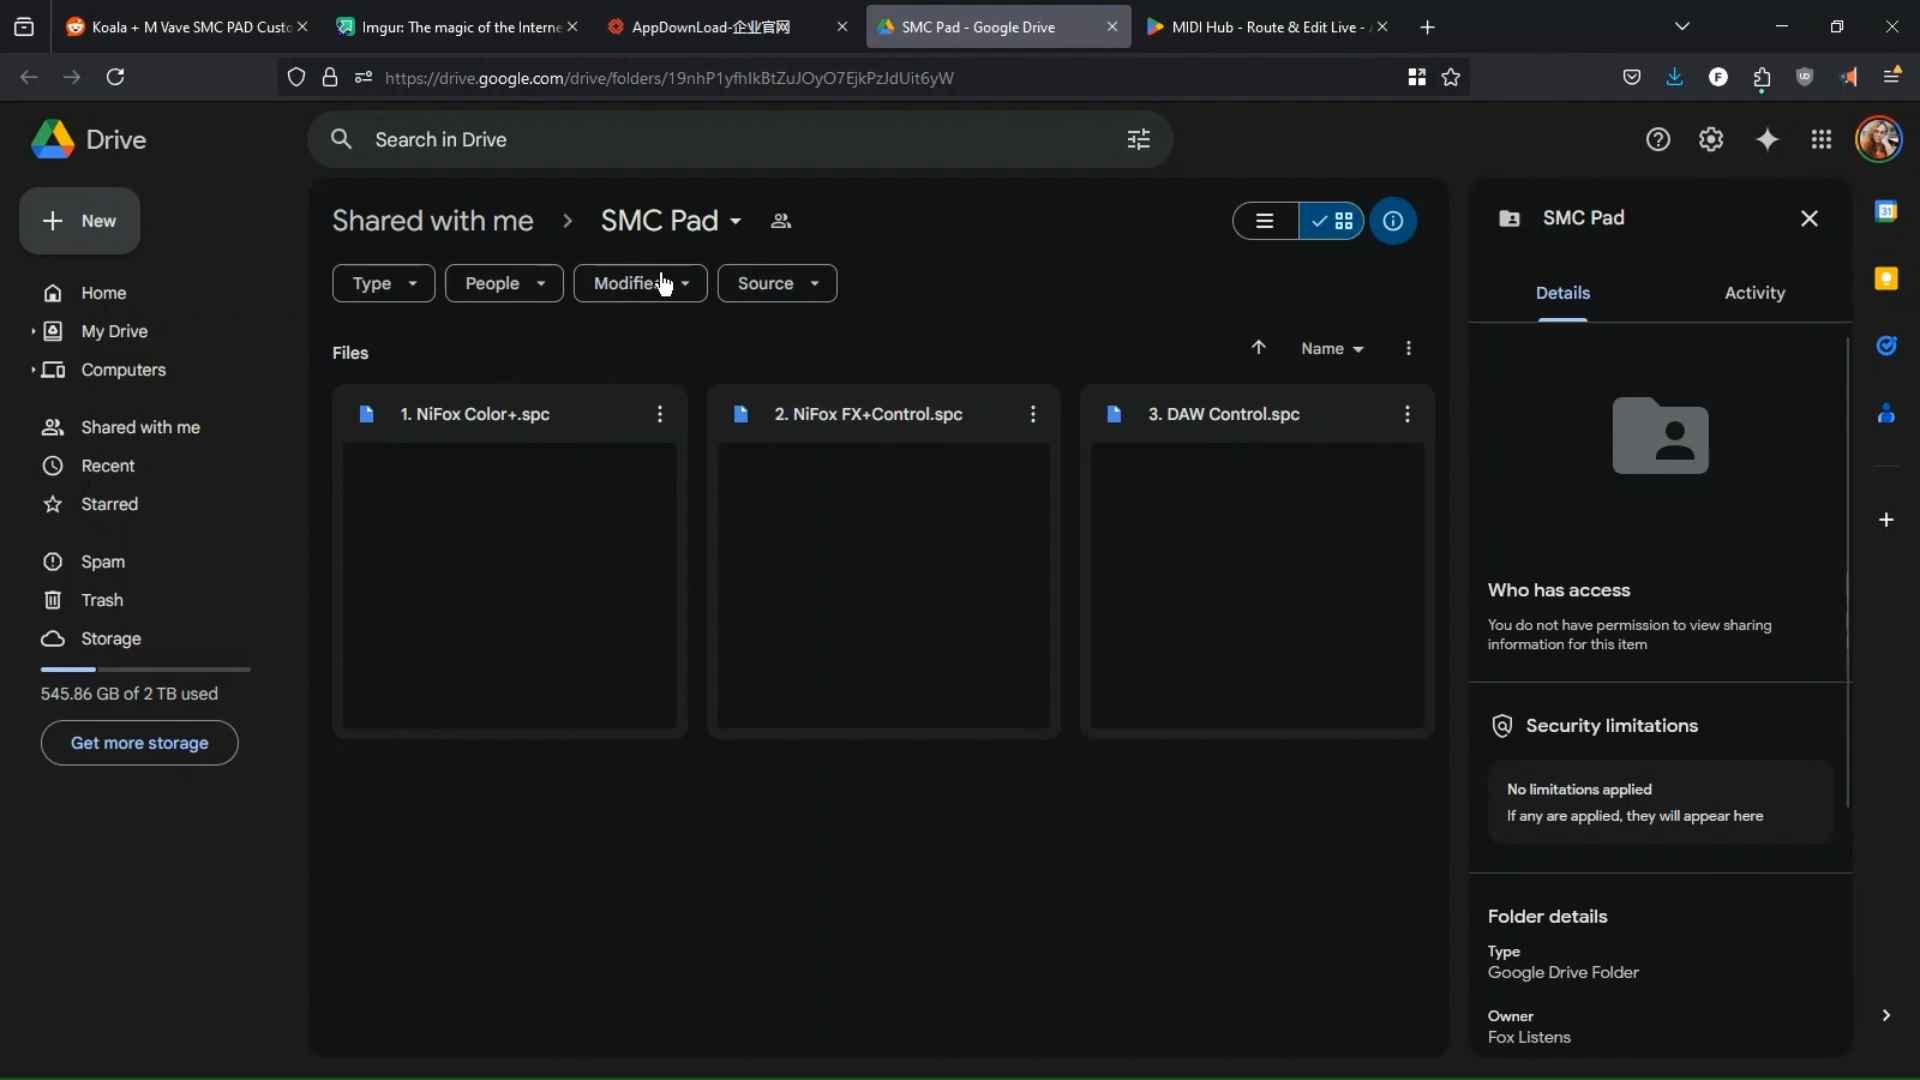 Koala + M Vave SMC PAD Custo
Imgur: The magic of the Interne
AppDownLoad-企业官网
SMC Pad - Google Drive
MIDI Hub - Route & Edit Live -
https://drive.google.com/drive/folders/19nhP1yfhIkBtZuJOyO7EjkPzJdUit6yW
Drive
Search in Drive
New
Home
My Drive
Computers
Shared with me
Recent
Starred
Spam
Trash
Storage
545.86 GB of 2 TB used
Get more storage
Shared with me > SMC Pad
Type
People
Modified
Source
Files
Name
1. NiFox Color+.spc
2. NiFox FX+Control.spc
3. DAW Control.spc
SMC Pad
Details
Activity
Who has access
You do not have permission to view sharing
information for this item
Security limitations
No limitations applied
If any are applied, they will appear here
Folder details
Type
Google Drive Folder
Owner
Fox Listens
31